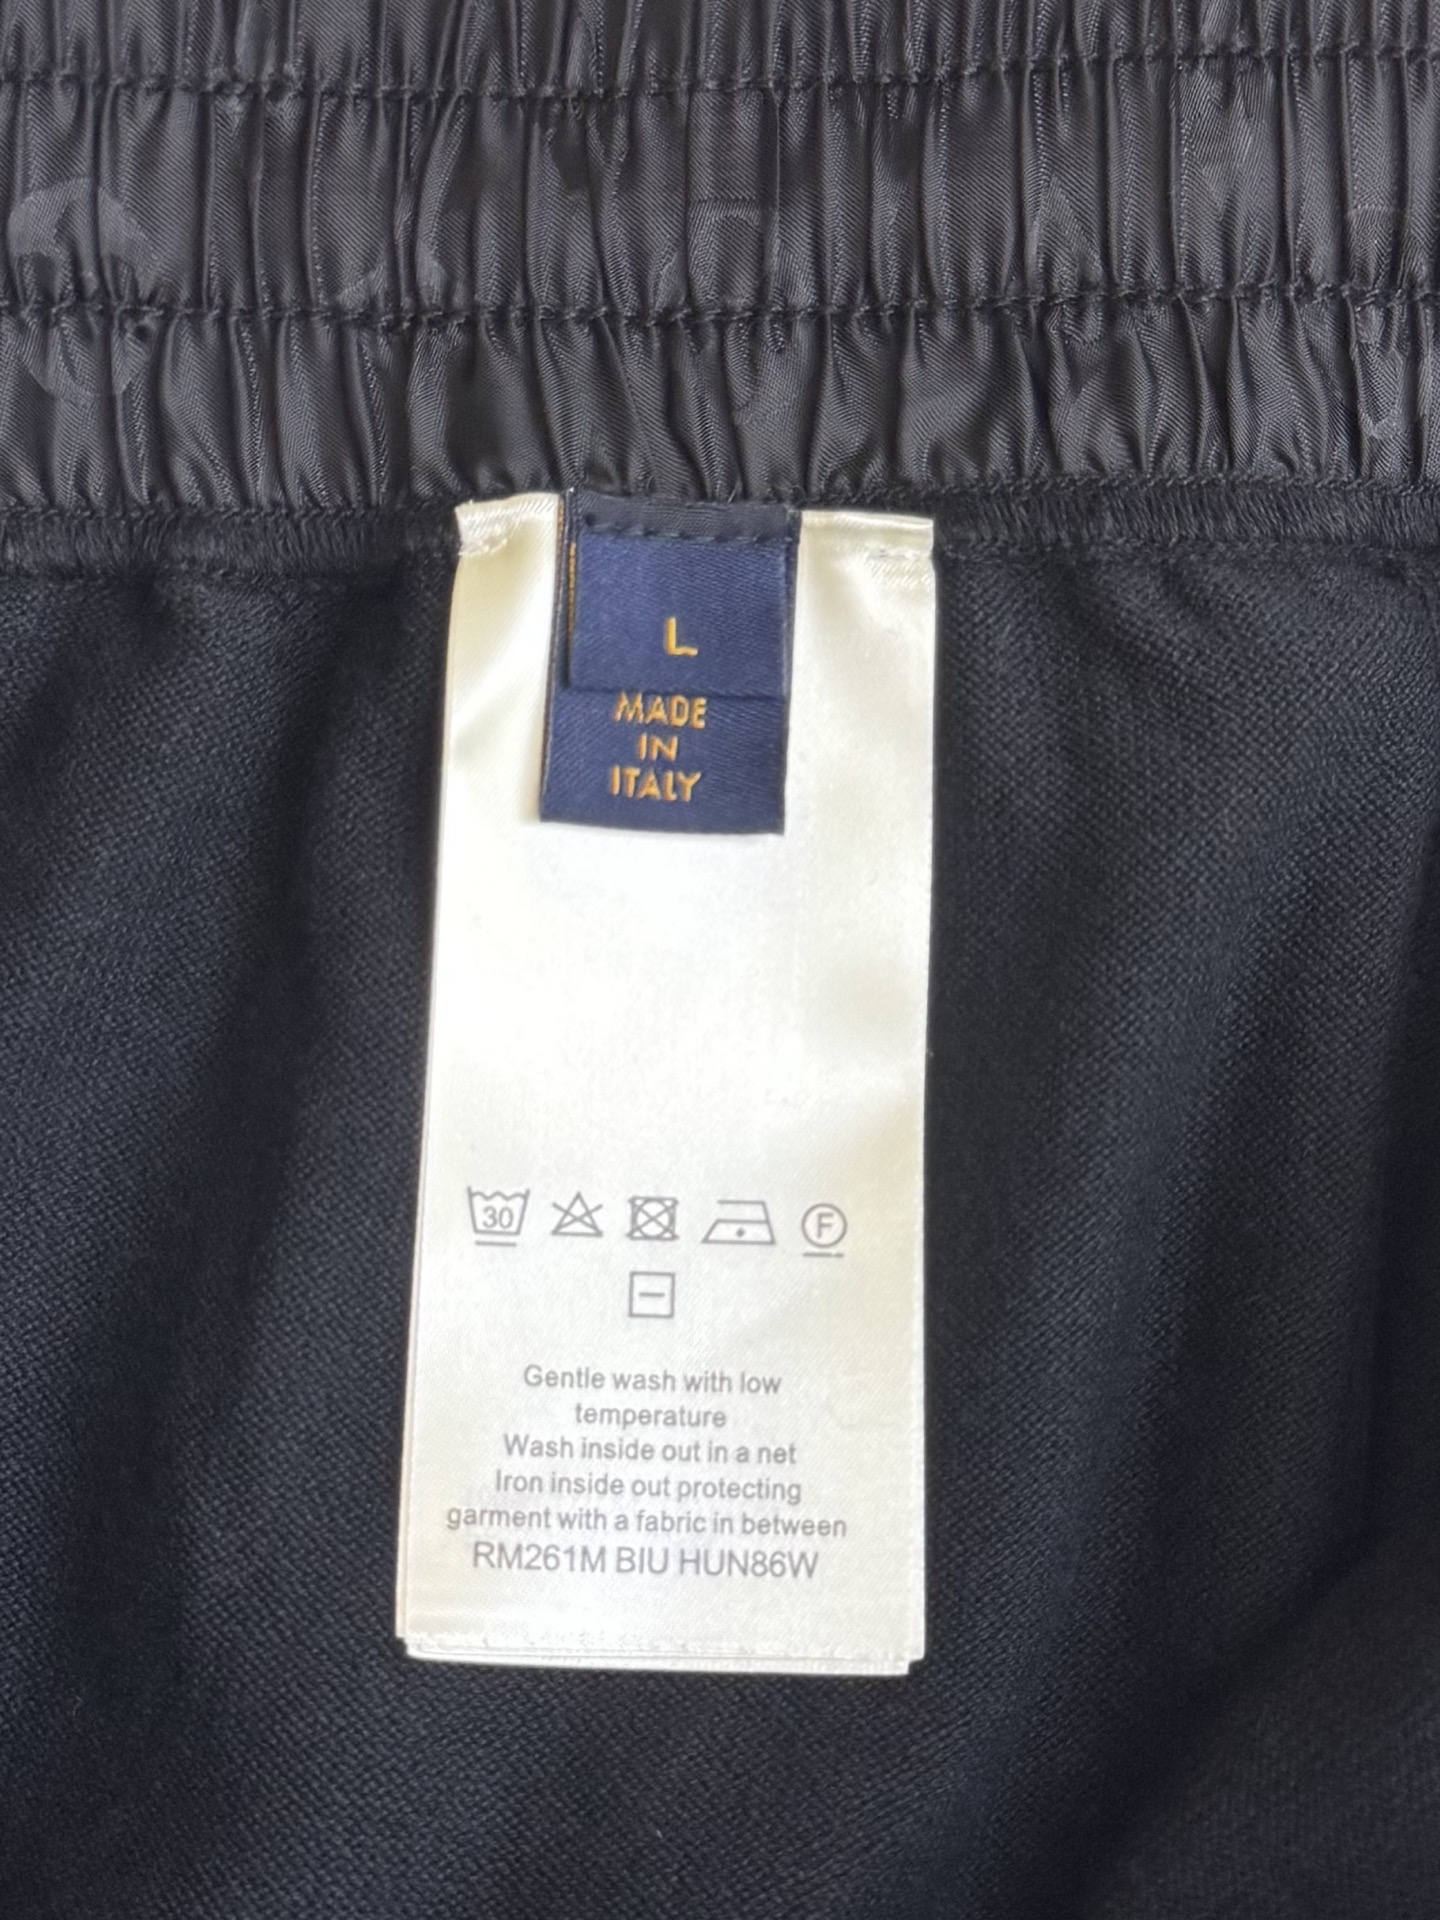 L
MADE
IN
ITALY
30
F
Gentle wash with low
temperature
Wash inside out in a net
Iron inside out protecting
garment with a fabric in between
RM261M BIU HUN86W